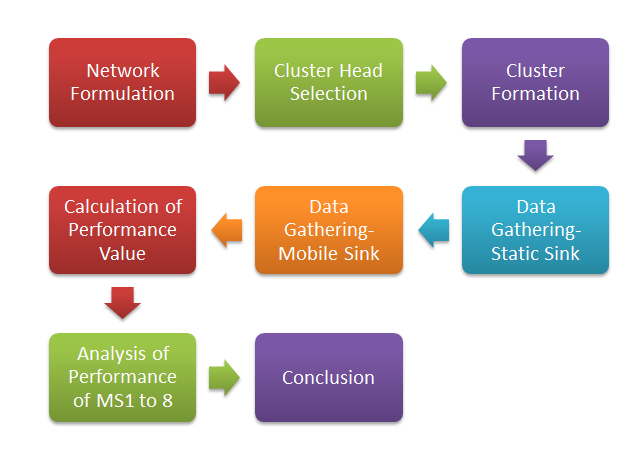 Network
Formulation
Cluster Head
Selection
Cluster
Formation
Data
Gathering-
Static Sink
Data
Gathering-
Mobile Sink
Calculation of
Performance
Value
Analysis of
Performance
of MS1 to 8
Conclusion